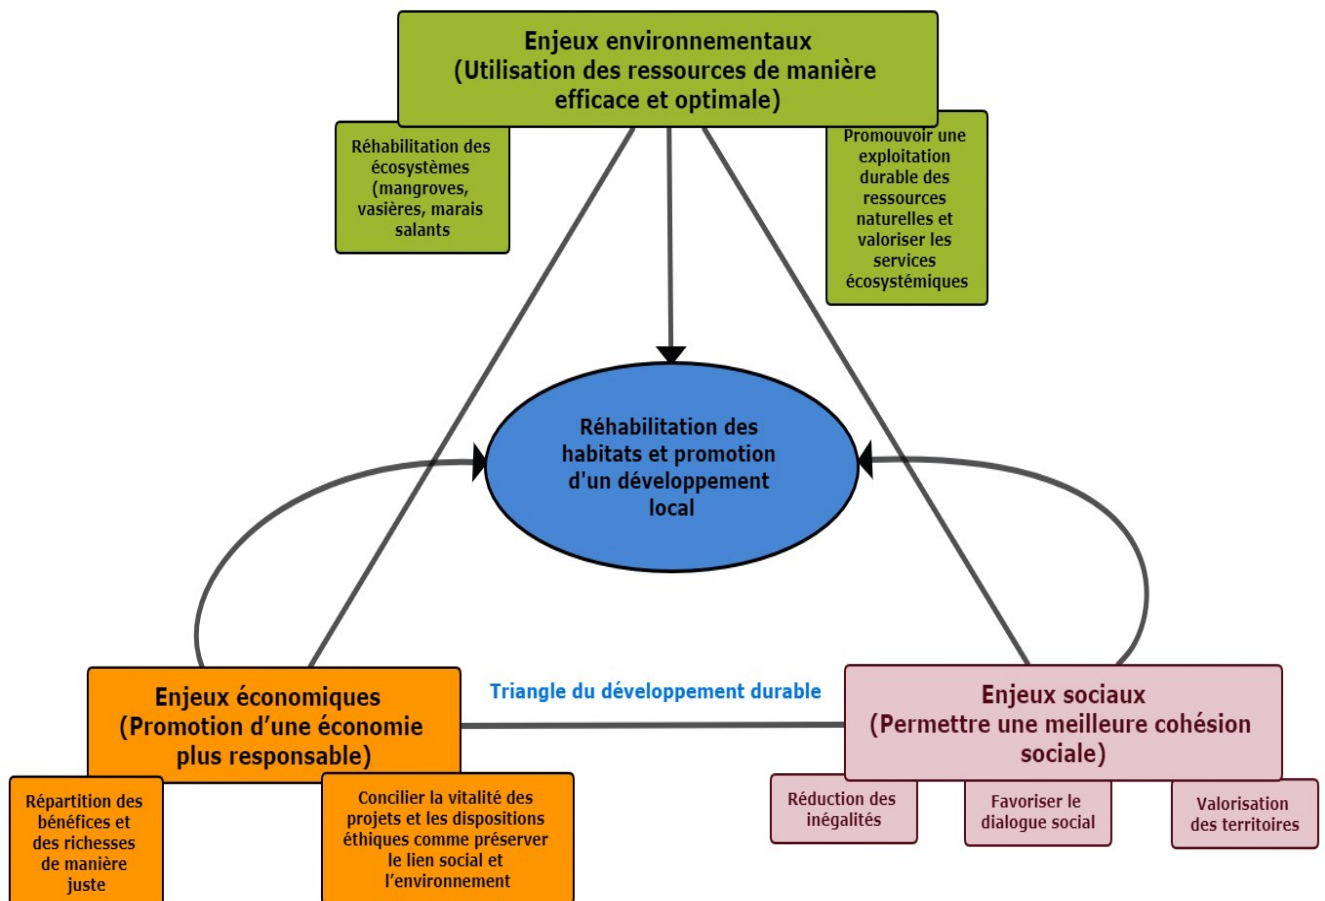 Enjeux environnementaux
(Utilisation des ressources de manière
efficace et optimale)
Réhabilitation des
écosystèmes
(mangroves,
vasières, marais
salants
Promouvoir une
exploitation
durable des
ressources
naturelles et
valoriser les
services
écosystémiques
Réhabilitation des
habitats et promotion
d'un développement
local
Triangle du développement durable
Enjeux économiques
(Promotion d’une économie
plus responsable)
Répartition des
bénéfices et
des richesses
de manière
juste
Concilier la vitalité des
projets et les dispositions
éthiques comme préserver
le lien social et
l’environnement
Enjeux sociaux
(Permettre une meilleure cohésion
sociale)
Réduction des
inégalités
Favoriser le
dialogue social
Valorisation
des territoires